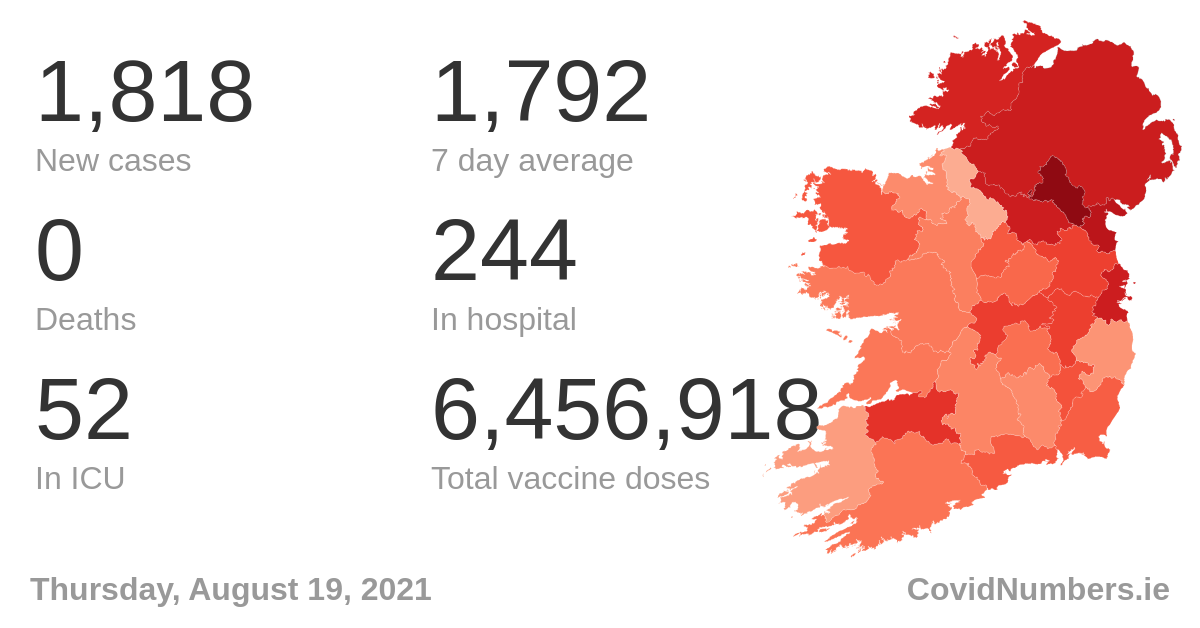 1,818
1,792
New cases
7 day average
0
244
Deaths
In hospital
52
6,456,918
In ICU
Total vaccine doses
Thursday, August 19, 2021
CovidNumbers.ie